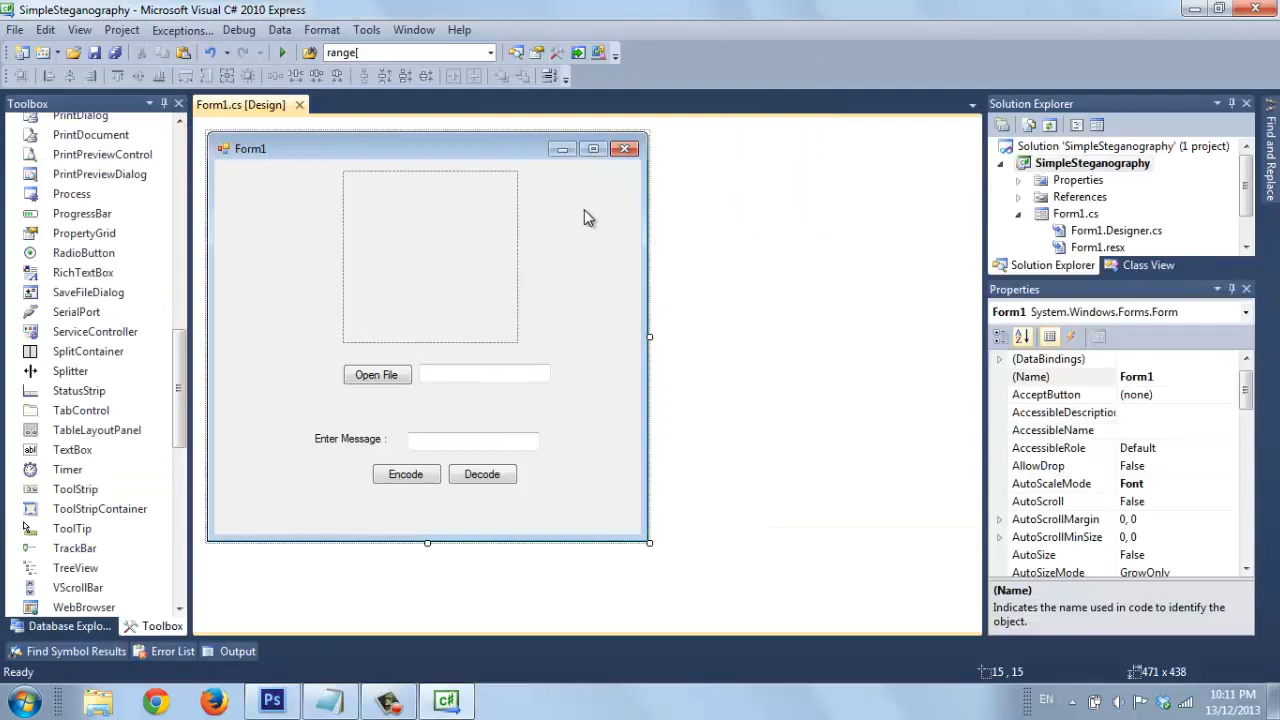 SimpleSteganography - Microsoft Visual C# 2010 Express
File Edit View Project Exceptions... Debug Data Format Tools Window Help
range[
Toolbox
Form1.cs [Design]
Solution Explorer
Find and Replace
PrintDialog
PrintDocument
PrintPreviewControl
PrintPreviewDialog
Process
ProgressBar
PropertyGrid
RadioButton
RichTextBox
SaveFileDialog
SerialPort
ServiceController
SplitContainer
Splitter
StatusStrip
TabControl
TableLayoutPanel
TextBox
Timer
ToolStrip
ToolStripContainer
ToolTip
TrackBar
TreeView
VScrollBar
WebBrowser
Database Explo... Toolbox
Form1
Open File
Enter Message :
Encode Decode
Solution 'SimpleSteganography' (1 project)
SimpleSteganography
Properties
References
Form1.cs
Form1.Designer.cs
Form1.resx
Solution Explorer Class View
Properties
Form1 System.Windows.Forms.Form
(DataBindings)
(Name) Form1
AcceptButton (none)
AccessibleDescription
AccessibleName
AccessibleRole Default
AllowDrop False
AutoScaleMode Font
AutoScroll False
AutoScrollMargin 0, 0
AutoScrollMinSize 0, 0
AutoSize False
AutoSizeMode GrowOnly
(Name)
Indicates the name used in code to identify the
object.
Find Symbol Results Error List Output
Ready 15 , 15 471 x 438
Ps C# EN 10:11 PM
13/12/2013